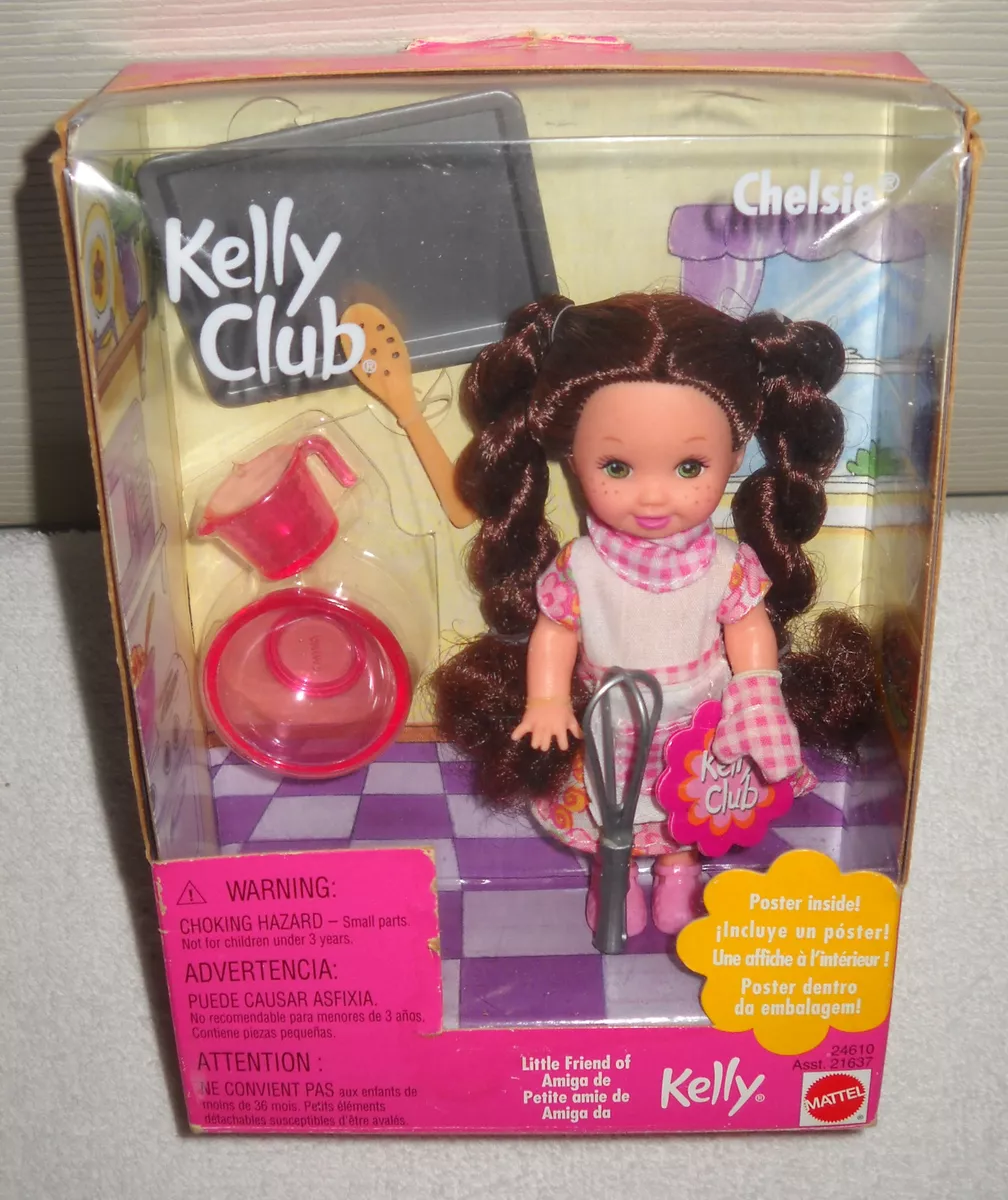 Chelsie®
Kelly
Club®
Kelly
Club
WARNING:
CHOKING HAZARD – Small parts.
Not for children under 3 years.
ADVERTENCIA:
PUEDE CAUSAR ASFIXIA.
No recomendable para menores de 3 años.
Contiene piezas pequeñas.
ATTENTION :
NE CONVIENT PAS aux enfants de
moins de 36 mois. Petits éléments
détachables susceptibles d'être avalés.
Poster inside!
¡Incluye un póster!
Une affiche à l'intérieur !
Poster dentro
da embalagem!
Little Friend of
Amiga de
Petite amie de
Amiga da
Kelly®
24610
Asst. 21637
MATTEL
®